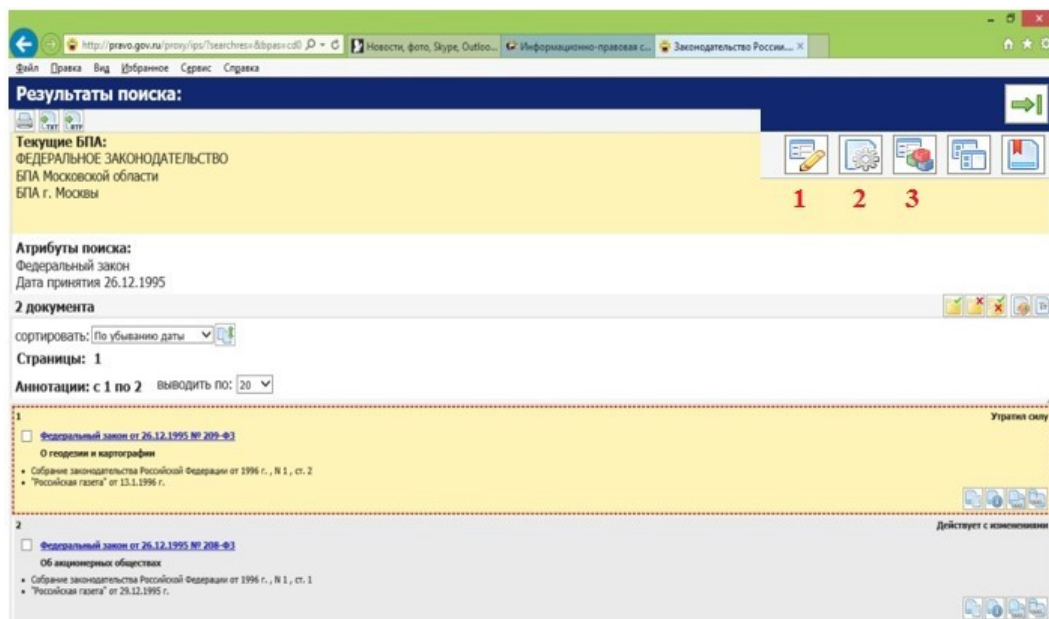 http://pravo.gov.ru/proxy/ips/?searchres=&bpas=cd0
Новости, фото, Skype, Outloo...
Информационно-правовая с...
Законодательство России....
Файл Правка Вид Избранное Сервис Справка
Результаты поиска:
TXT RTF
Текущие БПА:
ФЕДЕРАЛЬНОЕ ЗАКОНОДАТЕЛЬСТВО
БПА Московской области
БПА г. Москвы
1 2 3
Атрибуты поиска:
Федеральный закон
Дата принятия 26.12.1995
2 документа
сортировать: По убыванию даты
Страницы: 1
Аннотации: с 1 по 2 выводить по: 20
1 Утратил силу
Федеральный закон от 26.12.1995 № 209-ФЗ
О геодезии и картографии
• Собрание законодательства Российской Федерации от 1996 г. , N 1 , ст. 2
• "Российская газета" от 13.1.1996 г.
2 Действует с изменениями
Федеральный закон от 26.12.1995 № 208-ФЗ
Об акционерных обществах
• Собрание законодательства Российской Федерации от 1996 г. , N 1 , ст. 1
• "Российская газета" от 29.12.1995 г.